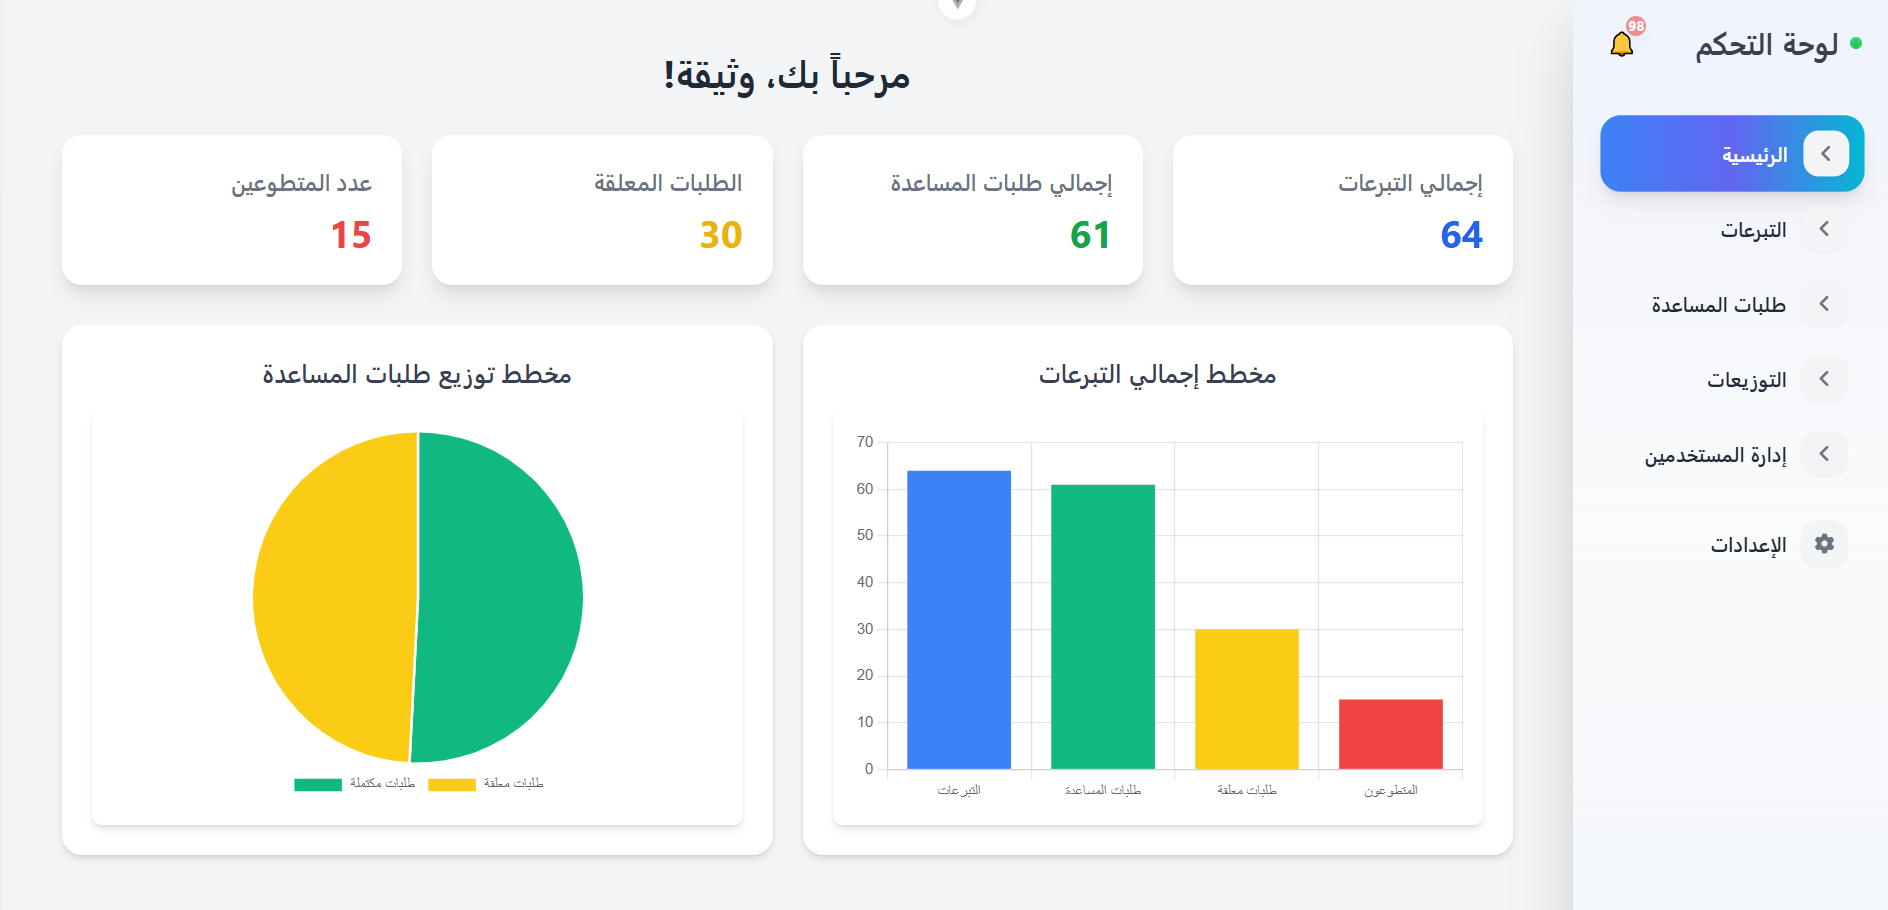 لوحة التحكم
98
الرئيسية
التبرعات
طلبات المساعدة
التوزيعات
إدارة المستخدمين
الإعدادات
مرحباً بك، وثيقة!
إجمالي التبرعات
64
إجمالي طلبات المساعدة
61
الطلبات المعلقة
30
عدد المتطوعين
15
مخطط إجمالي التبرعات
70
60
50
40
30
20
10
0
التبرعات
طلبات المساعدة
طلبات معلقة
المتطوعون
مخطط توزيع طلبات المساعدة
طلبات معلقة
طلبات مكتملة